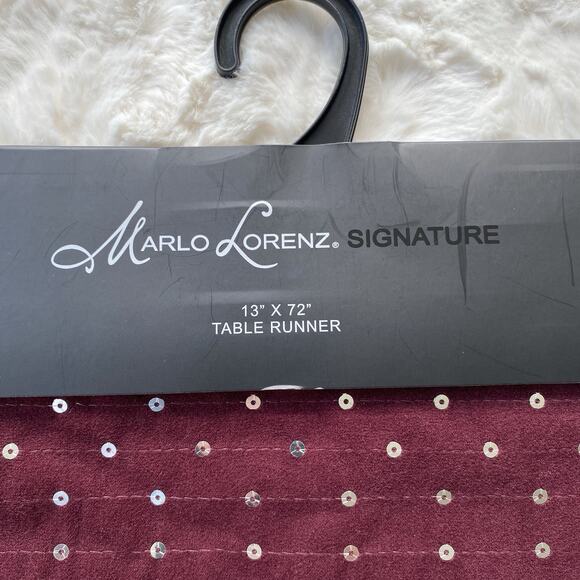 MARLO LORENZ® SIGNATURE
13" X 72"
TABLE RUNNER